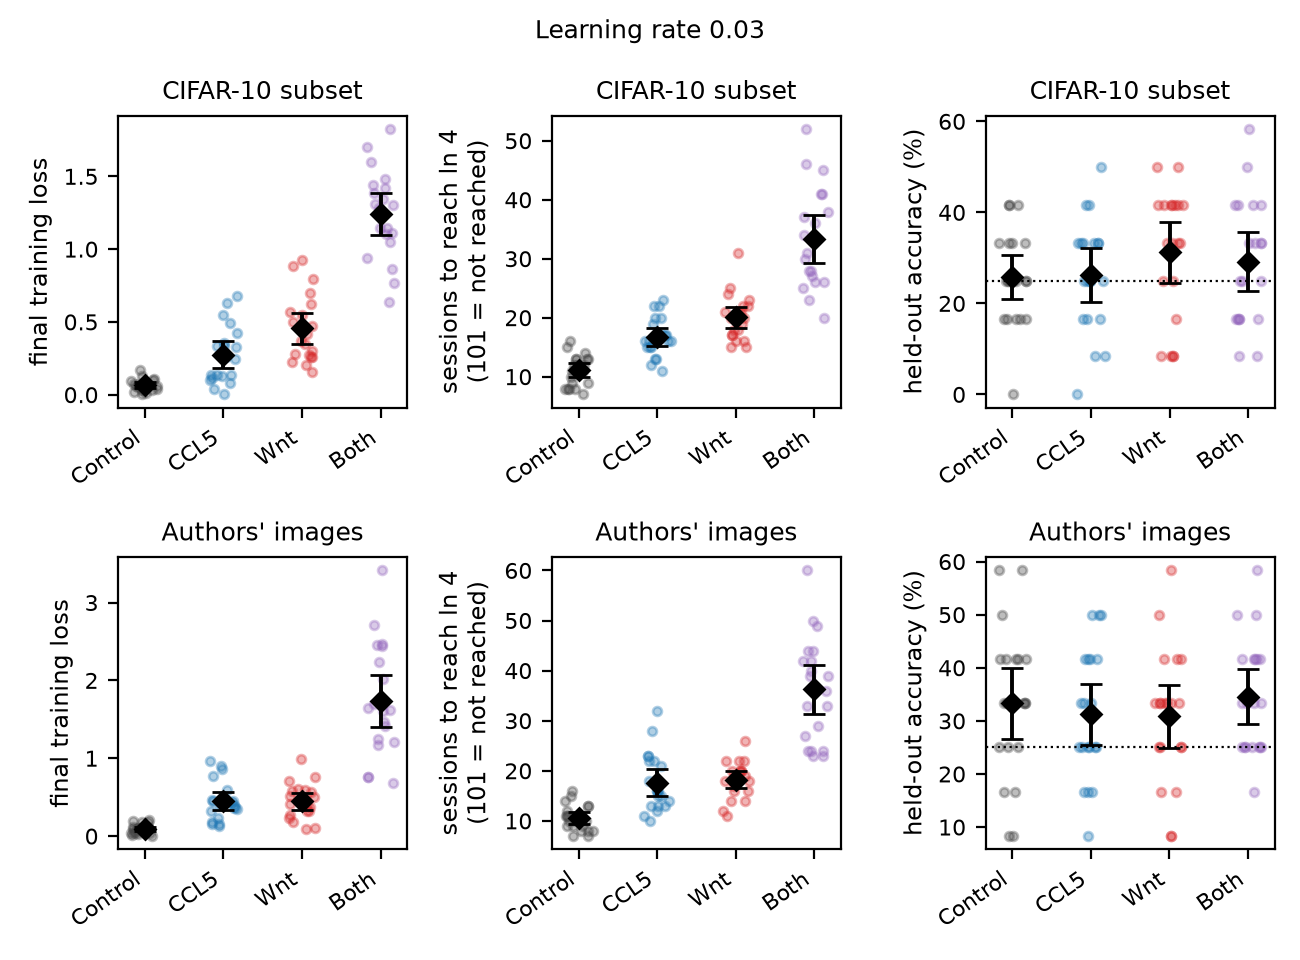 Learning rate 0.03
CIFAR-10 subset
final training loss
1.5
1.0
0.5
0.0
Control
CCL5
Wnt
Both
CIFAR-10 subset
sessions to reach ln 4
(101 = not reached)
50
40
30
20
10
Control
CCL5
Wnt
Both
CIFAR-10 subset
held-out accuracy (%)
60
40
20
0
Control
CCL5
Wnt
Both
Authors' images
final training loss
3
2
1
0
Control
CCL5
Wnt
Both
Authors' images
sessions to reach ln 4
(101 = not reached)
60
50
40
30
20
10
Control
CCL5
Wnt
Both
Authors' images
held-out accuracy (%)
60
50
40
30
20
10
Control
CCL5
Wnt
Both